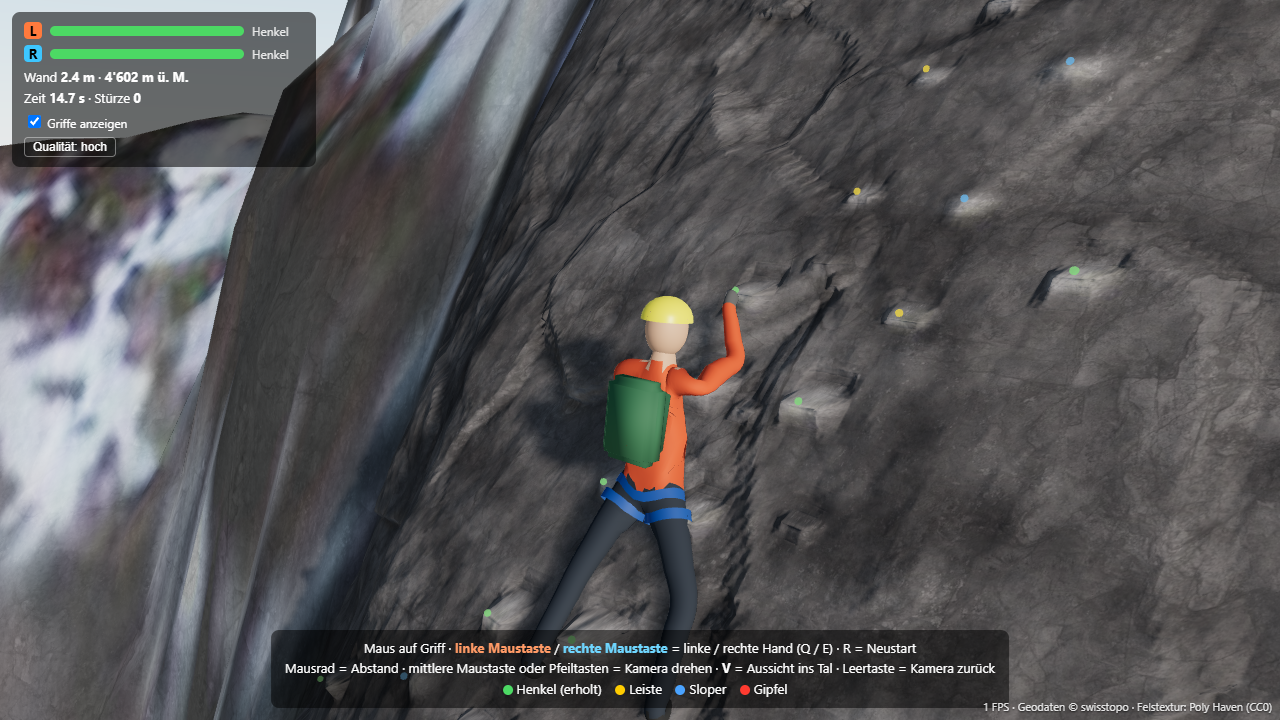 L Henkel
R Henkel
Wand 2.4 m · 4'602 m ü. M.
Zeit 14.7 s · Stürze 0
Griffe anzeigen
Qualität: hoch
Maus auf Griff · linke Maustaste / rechte Maustaste = linke / rechte Hand (Q / E) · R = Neustart
Mausrad = Abstand · mittlere Maustaste oder Pfeiltasten = Kamera drehen · V = Aussicht ins Tal · Leertaste = Kamera zurück
Henkel (erholt) Leiste Sloper Gipfel
1 FPS · Geodaten © swisstopo · Felstextur: Poly Haven (CC0)